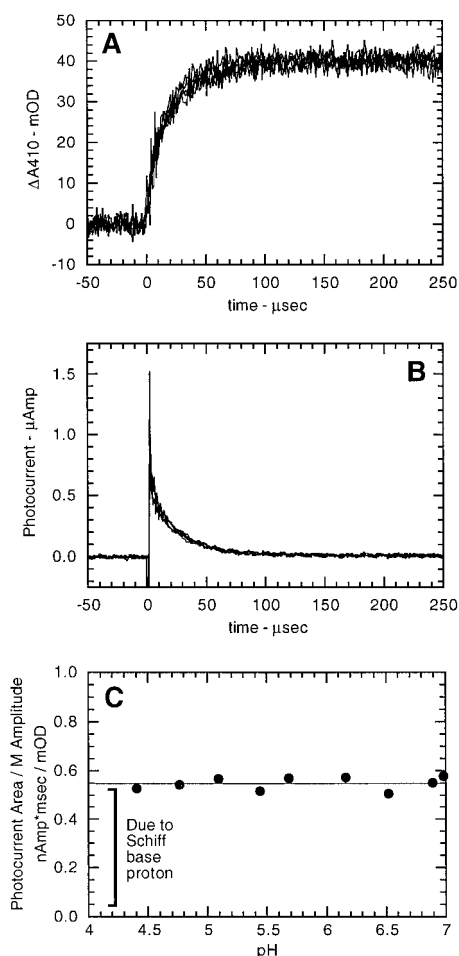 A
ΔA410 - mOD
50
40
30
20
10
0
-10
-50 0 50 100 150 200 250
time - μsec
B
Photocurrent - μAmp
1.5
1.0
0.5
0.0
-50 0 50 100 150 200 250
time - μsec
C
Photocurrent Area / M Amplitude
nAmp*msec / mOD
1.0
0.8
0.6
0.4
0.2
0.0
Due to
Schiff
base
proton
4 4.5 5 5.5 6 6.5 7
pH